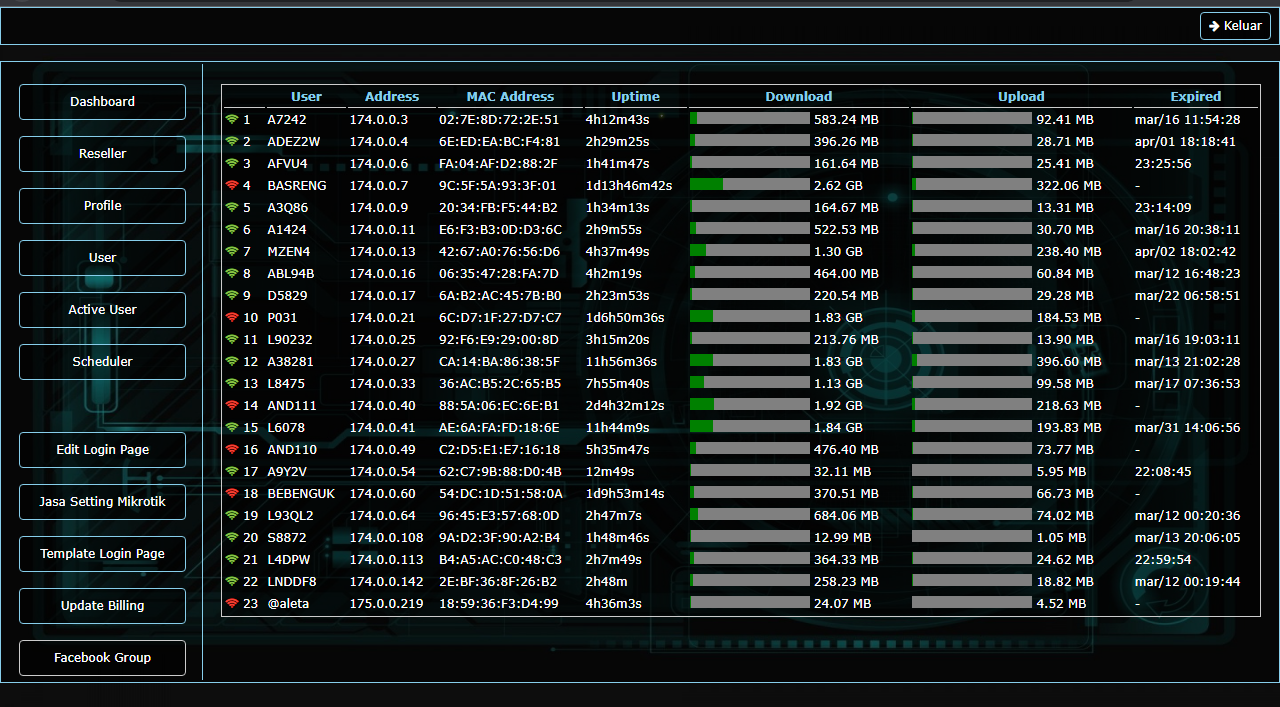 Keluar
Dashboard
Reseller
Profile
User
Active User
Scheduler
Edit Login Page
Jasa Setting Mikrotik
Template Login Page
Update Billing
Facebook Group
User Address MAC Address Uptime Download Upload Expired
1 A7242 174.0.0.3 02:7E:8D:72:2E:51 4h12m43s 583.24 MB 92.41 MB mar/16 11:54:28
2 ADEZ2W 174.0.0.4 6E:ED:EA:BC:F4:81 2h29m25s 396.26 MB 28.71 MB apr/01 18:18:41
3 AFVU4 174.0.0.6 FA:04:AF:D2:88:2F 1h41m47s 161.64 MB 25.41 MB 23:25:56
4 BASRENG 174.0.0.7 9C:5F:5A:93:3F:01 1d13h46m42s 2.62 GB 322.06 MB -
5 A3Q86 174.0.0.9 20:34:FB:F5:44:B2 1h34m13s 164.67 MB 13.31 MB 23:14:09
6 A1424 174.0.0.11 E6:F3:B3:0D:D3:6C 2h9m55s 522.53 MB 30.70 MB mar/16 20:38:11
7 MZEN4 174.0.0.13 42:67:A0:76:56:D6 4h37m49s 1.30 GB 238.40 MB apr/02 18:02:42
8 ABL94B 174.0.0.16 06:35:47:28:FA:7D 4h2m19s 464.00 MB 60.84 MB mar/12 16:48:23
9 D5829 174.0.0.17 6A:B2:AC:45:7B:B0 2h23m53s 220.54 MB 29.28 MB mar/22 06:58:51
10 P031 174.0.0.21 6C:D7:1F:27:D7:C7 1d6h50m36s 1.83 GB 184.53 MB -
11 L90232 174.0.0.25 92:F6:E9:29:00:8D 3h15m20s 213.76 MB 13.90 MB mar/16 19:03:11
12 A38281 174.0.0.27 CA:14:BA:86:38:5F 11h56m36s 1.83 GB 396.60 MB mar/13 21:02:28
13 L8475 174.0.0.33 36:AC:B5:2C:65:B5 7h55m40s 1.13 GB 99.58 MB mar/17 07:36:53
14 AND111 174.0.0.40 88:5A:06:EC:6E:B1 2d4h32m12s 1.92 GB 218.63 MB -
15 L6078 174.0.0.41 AE:6A:FA:FD:18:6E 11h44m9s 1.84 GB 193.83 MB mar/31 14:06:56
16 AND110 174.0.0.49 C2:D5:E1:E7:16:18 5h35m47s 476.40 MB 73.77 MB -
17 A9Y2V 174.0.0.54 62:C7:9B:88:D0:4B 12m49s 32.11 MB 5.95 MB 22:08:45
18 BEBENGUK 174.0.0.60 54:DC:1D:51:58:0A 1d9h53m14s 370.51 MB 66.73 MB -
19 L93QL2 174.0.0.64 96:45:E3:57:68:0D 2h47m7s 684.06 MB 74.02 MB mar/12 00:20:36
20 S8872 174.0.0.108 9A:D2:3F:90:A2:B4 1h48m46s 12.99 MB 1.05 MB mar/13 20:06:05
21 L4DPW 174.0.0.113 B4:A5:AC:C0:48:C3 2h7m49s 364.33 MB 24.62 MB 22:59:54
22 LNDDF8 174.0.0.142 2E:BF:36:8F:26:B2 2h48m 258.23 MB 18.82 MB mar/12 00:19:44
23 @aleta 175.0.0.219 18:59:36:F3:D4:99 4h36m3s 24.07 MB 4.52 MB -